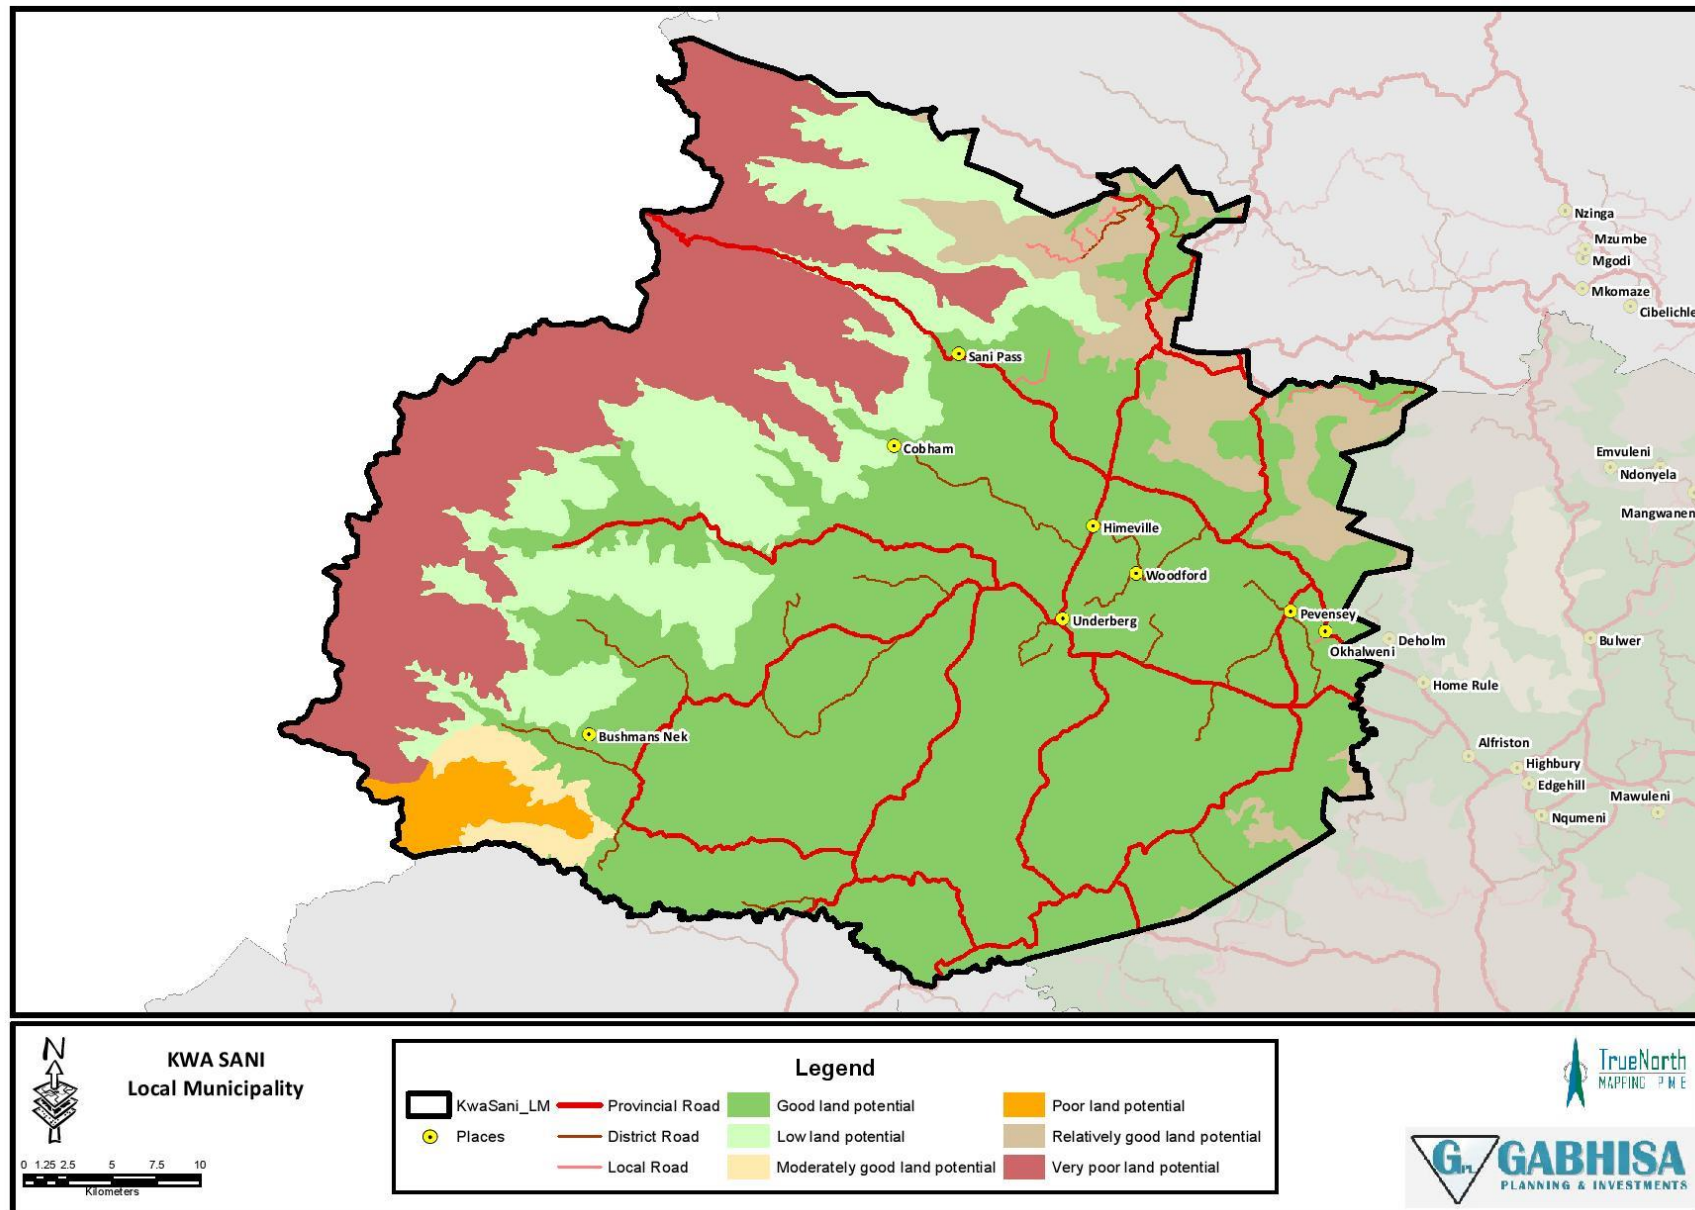 Nzinga
Mzumbe
Mgodi
Mkomaze
Cibelichle
Sani Pass
Cobham
Emvuleni
Ndonyela
Mangwanen
Himeville
Woodford
Underberg
Pevensey
Okhalweni
Deholm
Bulwer
Home Rule
Bushmans Nek
Alfriston
Highbury
Edgehill
Mawuleni
Nqumeni
N
KWA SANI
Local Municipality
0 1.25 2.5 5 7.5 10
Kilometers
Legend
KwaSani_LM
Places
Provincial Road
District Road
Local Road
Good land potential
Low land potential
Moderately good land potential
Poor land potential
Relatively good land potential
Very poor land potential
TrueNorth
MAPPING PME
GPL GABHISA
PLANNING & INVESTMENTS